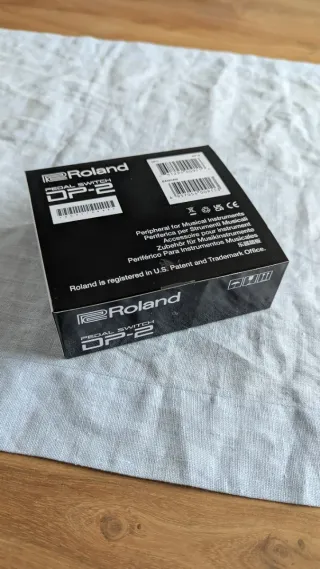 Roland
PEDAL SWITCH
DP-2
Peripheral for Musical Instruments
Periferica per Strumenti Musicali
Accessoire pour instrument
Zubehör für Musikinstrumente
Periférico Para Instrumentos Musicales
Roland is registered in U.S. Patent and Trademark Office.
Roland
PEDAL SWITCH
DP-2